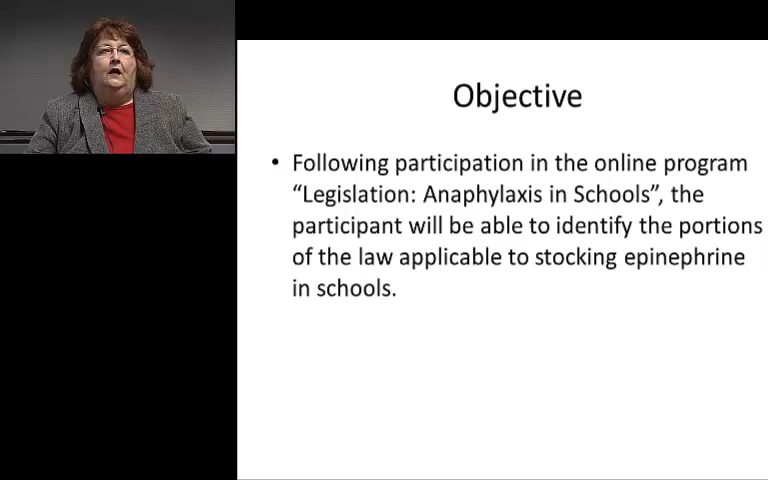 Objective
• Following participation in the online program
“Legislation: Anaphylaxis in Schools”, the
participant will be able to identify the portions
of the law applicable to stocking epinephrine
in schools.